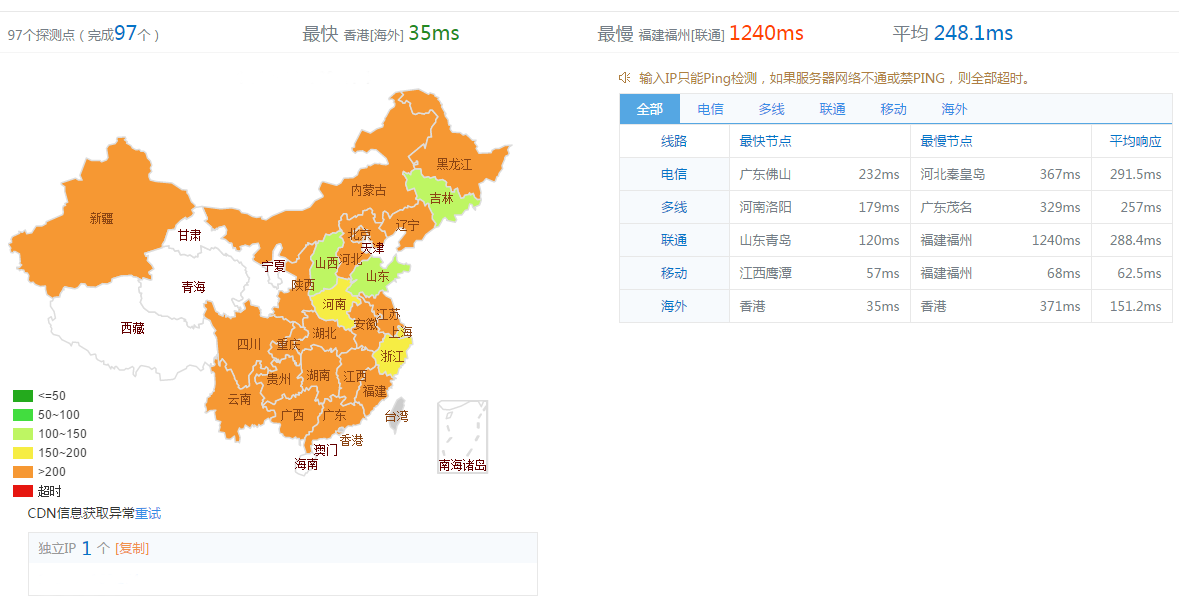 97个探测点（完成97个） 最快 香港[海外] 35ms 最慢 福建福州[联通] 1240ms 平均 248.1ms
输入IP只能Ping检测，如果服务器网络不通或禁PING，则全部超时。
全部 电信 多线 联通 移动 海外
线路 最快节点 最慢节点 平均响应
电信 广东佛山 232ms 河北秦皇岛 367ms 291.5ms
多线 河南洛阳 179ms 广东茂名 329ms 257ms
联通 山东青岛 120ms 福建福州 1240ms 288.4ms
移动 江西鹰潭 57ms 福建福州 68ms 62.5ms
海外 香港 35ms 香港 371ms 151.2ms
黑龙江
内蒙古
吉林
新疆
辽宁
甘肃
北京
天津
宁夏
山西
河北
山东
陕西
青海
河南
江苏
安徽
西藏
上海
湖北
四川
重庆
浙江
湖南
江西
贵州
福建
云南
广西
广东
台湾
香港
澳门
海南
南海诸岛
<=50
50~100
100~150
150~200
>200
超时
CDN信息获取异常重试
独立IP 1 个 [复制]